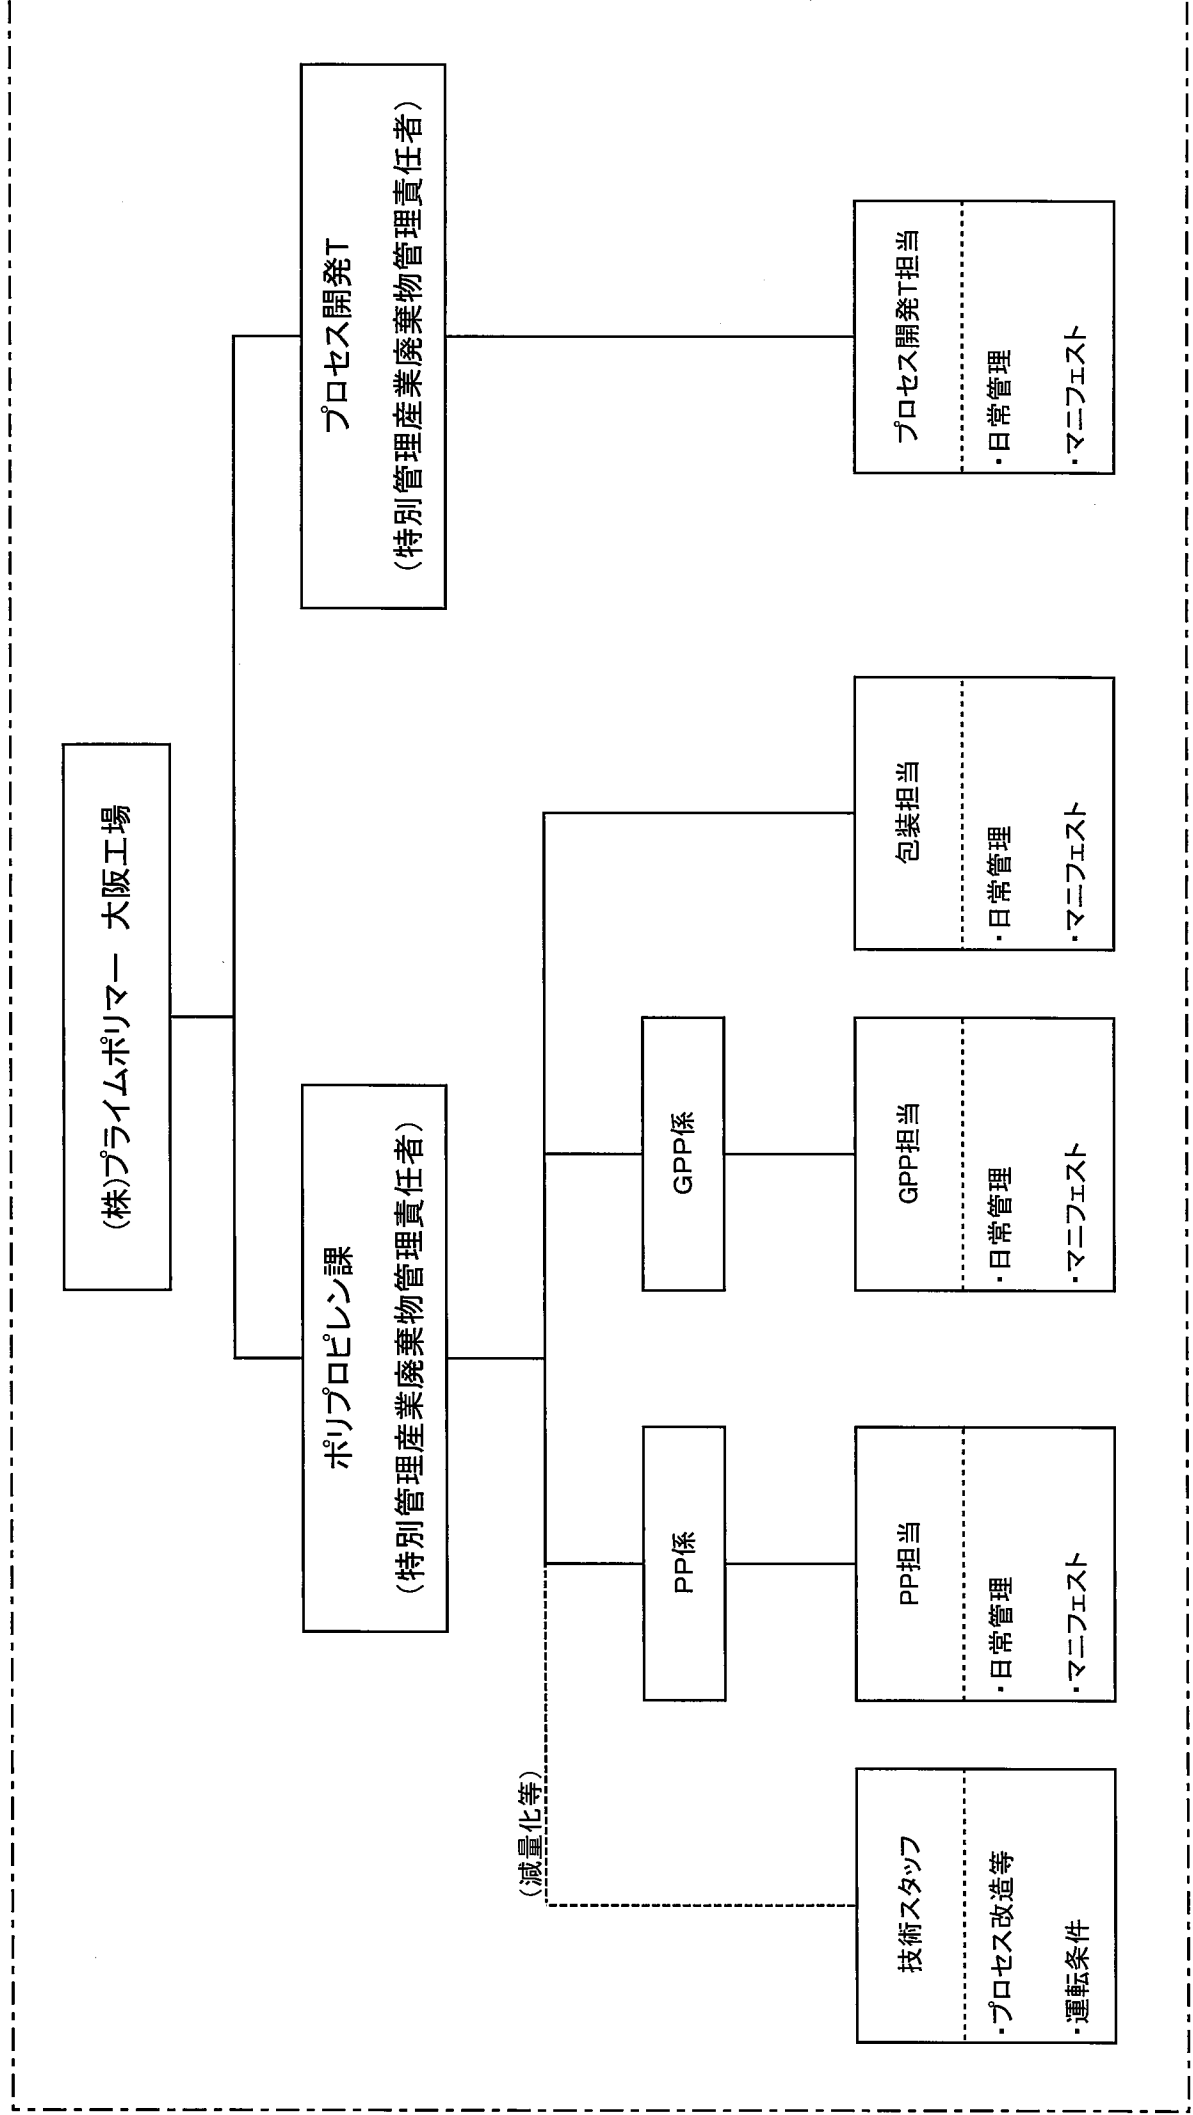 (株)プライムポリマー　大阪工場
ポリプロピレン課
(特別管理産業廃棄物管理責任者)
プロセス開発T
(特別管理産業廃棄物管理責任者)
(減量化等)
PP係
GPP係
技術スタッフ
・プロセス改造等
・運転条件
PP担当
・日常管理
・マニフェスト
GPP担当
・日常管理
・マニフェスト
包装担当
・日常管理
・マニフェスト
プロセス開発T担当
・日常管理
・マニフェスト